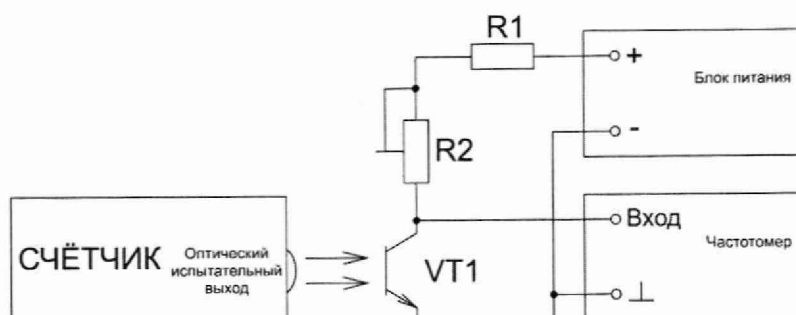 R1
+
Блок питания
-
R2
Вход
СЧЁТЧИК
Оптический
испытательный
выход
VT1
Частотомер
⊥